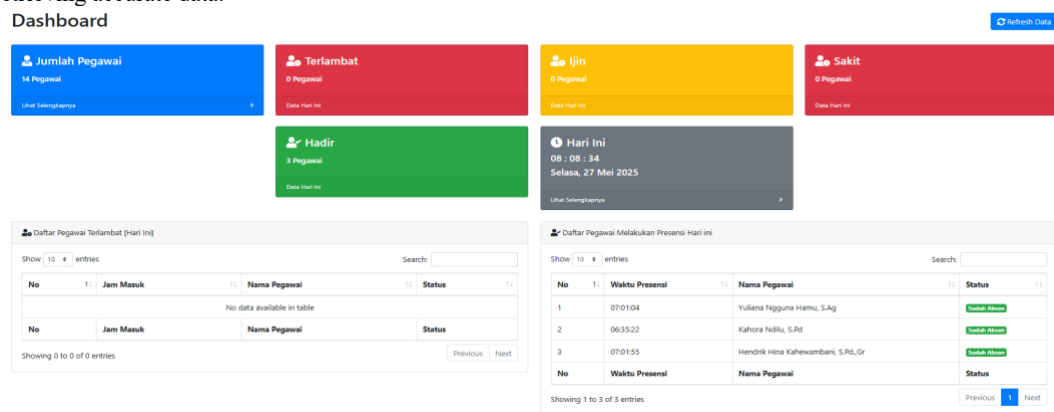 Dashboard
Refresh Data
Jumlah Pegawai
14 Pegawai
Lihat Selengkapnya
Terlambat
0 Pegawai
Data Hari Ini
Ijin
0 Pegawai
Data Hari Ini
Sakit
0 Pegawai
Data Hari Ini
Hadir
3 Pegawai
Data Hari Ini
Hari Ini
08 : 08 : 34
Selasa, 27 Mei 2025
Lihat Selengkapnya
Daftar Pegawai Terlambat [Hari Ini]
Show 10 entries Search:
No Jam Masuk Nama Pegawai Status
No data available in table
No Jam Masuk Nama Pegawai Status
Showing 0 to 0 of 0 entries Previous Next
Daftar Pegawai Melakukan Presensi Hari ini
Show 10 entries Search:
No Waktu Presensi Nama Pegawai Status
1 07:01:04 Yuliana Ngguna Hamu, S.Ag Sudah Absen
2 06:35:22 Kahora Ndilu, S.Pd Sudah Absen
3 07:01:55 Hendrik Hina Kahewambani, S.Pd.,Gr Sudah Absen
No Waktu Presensi Nama Pegawai Status
Showing 1 to 3 of 3 entries Previous 1 Next